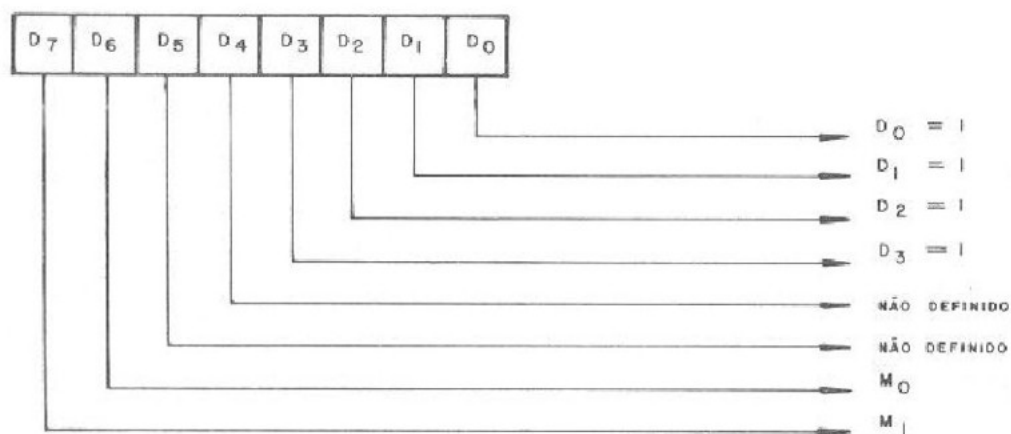 D7 D6 D5 D4 D3 D2 D1 D0
D0 = 1
D1 = 1
D2 = 1
D3 = 1
NÃO DEFINIDO
NÃO DEFINIDO
M0
M1